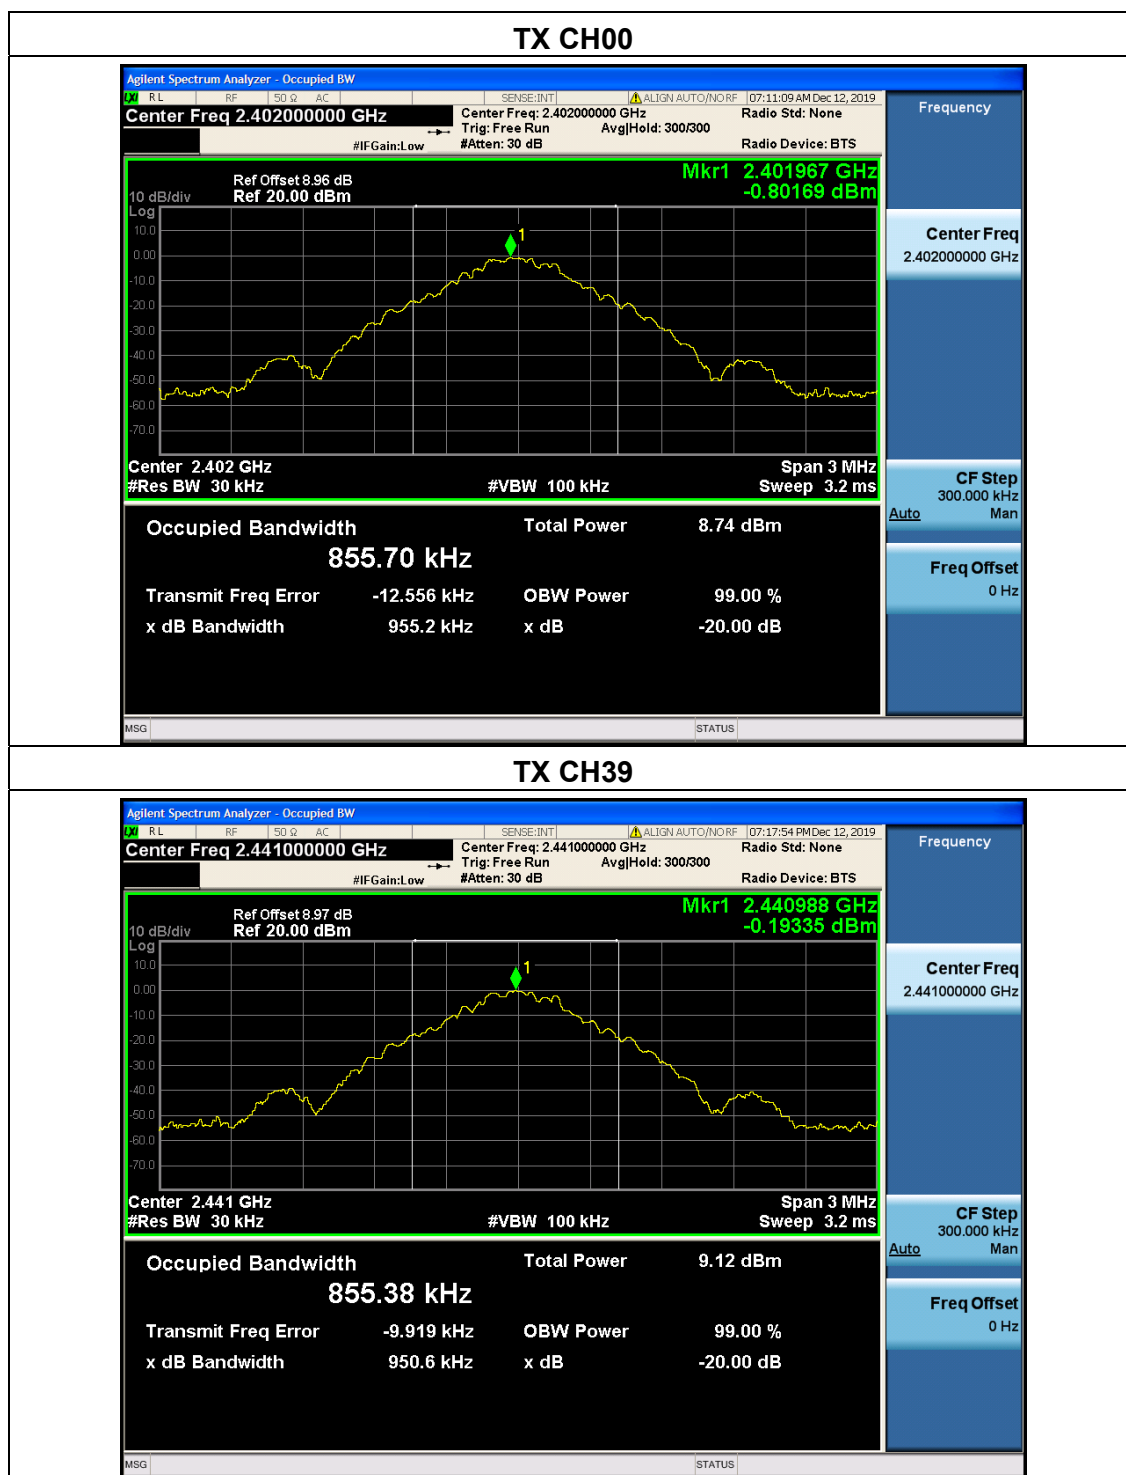 TX CH00
Agilent Spectrum Analyzer - Occupied BW
LXI RL RF 50 Ω AC SENSE:INT ALIGN AUTO/NO RF 07:11:09 AM Dec 12, 2019
Center Freq 2.402000000 GHz
Center Freq: 2.402000000 GHz Radio Std: None
Trig: Free Run Avg|Hold: 300/300
#IFGain:Low #Atten: 30 dB Radio Device: BTS
Frequency
Mkr1 2.401967 GHz
-0.80169 dBm
Ref Offset 8.96 dB
10 dB/div Ref 20.00 dBm
Log
10.0
0.00
-10.0
-20.0
-30.0
-40.0
-50.0
-60.0
-70.0
1
Center 2.402 GHz Span 3 MHz
#Res BW 30 kHz #VBW 100 kHz Sweep 3.2 ms
Occupied Bandwidth Total Power 8.74 dBm
855.70 kHz
Transmit Freq Error -12.556 kHz OBW Power 99.00 %
x dB Bandwidth 955.2 kHz x dB -20.00 dB
Center Freq
2.402000000 GHz
CF Step
300.000 kHz
Auto Man
Freq Offset
0 Hz
MSG STATUS
TX CH39
Agilent Spectrum Analyzer - Occupied BW
LXI RL RF 50 Ω AC SENSE:INT ALIGN AUTO/NO RF 07:17:54 PM Dec 12, 2019
Center Freq 2.441000000 GHz
Center Freq: 2.441000000 GHz Radio Std: None
Trig: Free Run Avg|Hold: 300/300
#IFGain:Low #Atten: 30 dB Radio Device: BTS
Frequency
Mkr1 2.440988 GHz
-0.19335 dBm
Ref Offset 8.97 dB
10 dB/div Ref 20.00 dBm
Log
10.0
0.00
-10.0
-20.0
-30.0
-40.0
-50.0
-60.0
-70.0
1
Center 2.441 GHz Span 3 MHz
#Res BW 30 kHz #VBW 100 kHz Sweep 3.2 ms
Occupied Bandwidth Total Power 9.12 dBm
855.38 kHz
Transmit Freq Error -9.919 kHz OBW Power 99.00 %
x dB Bandwidth 950.6 kHz x dB -20.00 dB
Center Freq
2.441000000 GHz
CF Step
300.000 kHz
Auto Man
Freq Offset
0 Hz
MSG STATUS